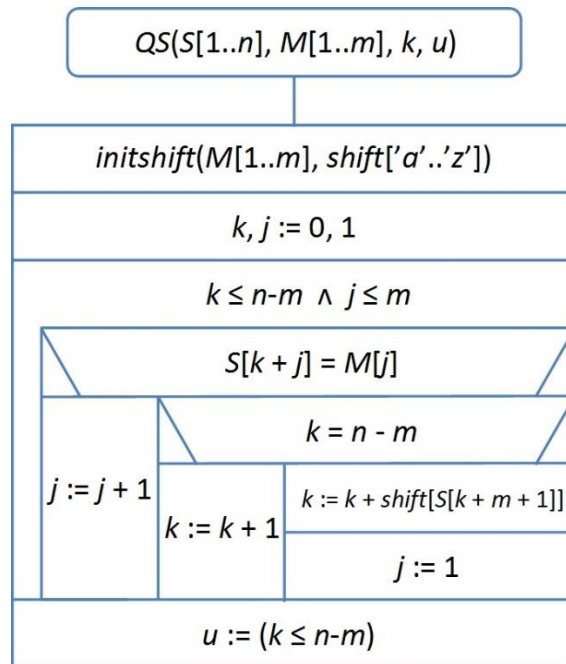 QS(S[1..n], M[1..m], k, u)
initshift(M[1..m], shift['a'..'z'])
k, j := 0, 1
k ≤ n-m ∧ j ≤ m
S[k + j] = M[j]
k = n - m
j := j + 1
k := k + 1
k := k + shift[S[k + m + 1]]
j := 1
u := (k ≤ n-m)